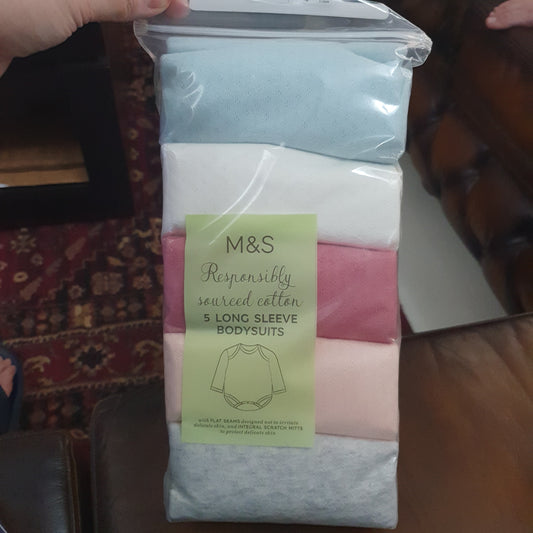 M&S
Responsibly
sourced cotton
5 LONG SLEEVE
BODYSUITS
with FLAT SEAMS designed not to irritate
delicate skin, and INTEGRAL SCRATCH MITTS
to protect delicate skin